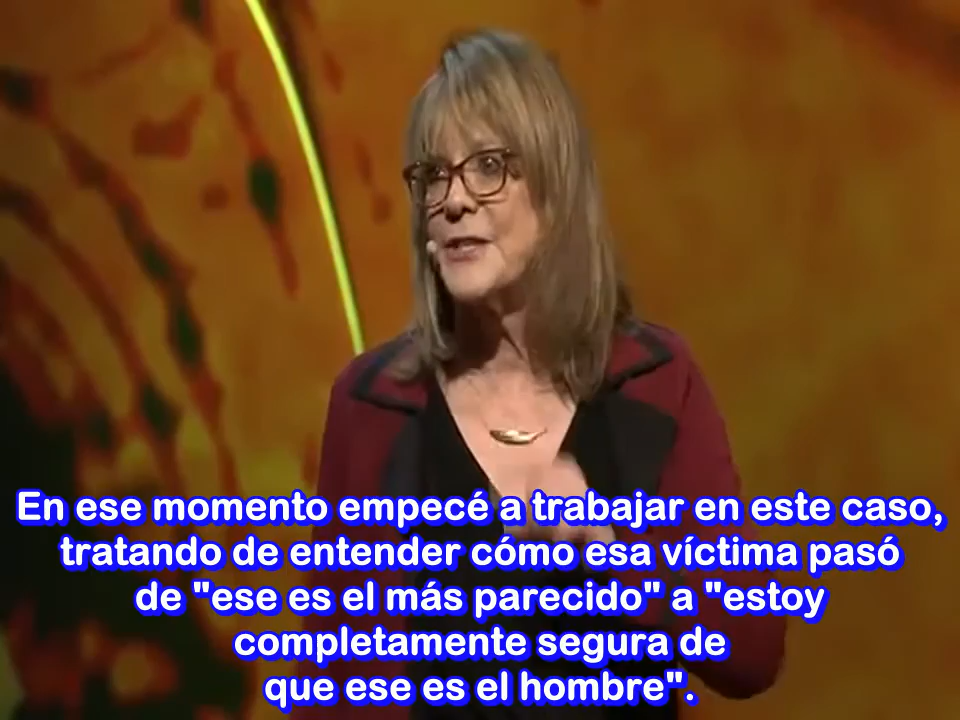 En ese momento empecé a trabajar en este caso,
tratando de entender cómo esa víctima pasó
de "ese es el más parecido" a "estoy
completamente segura de
que ese es el hombre".